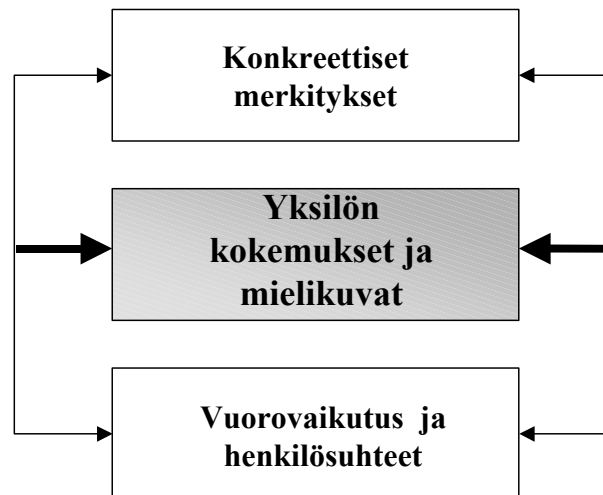 Konkreettiset
merkitykset
Yksilön
kokemukset ja
mielikuvat
Vuorovaikutus ja
henkilösuhteet